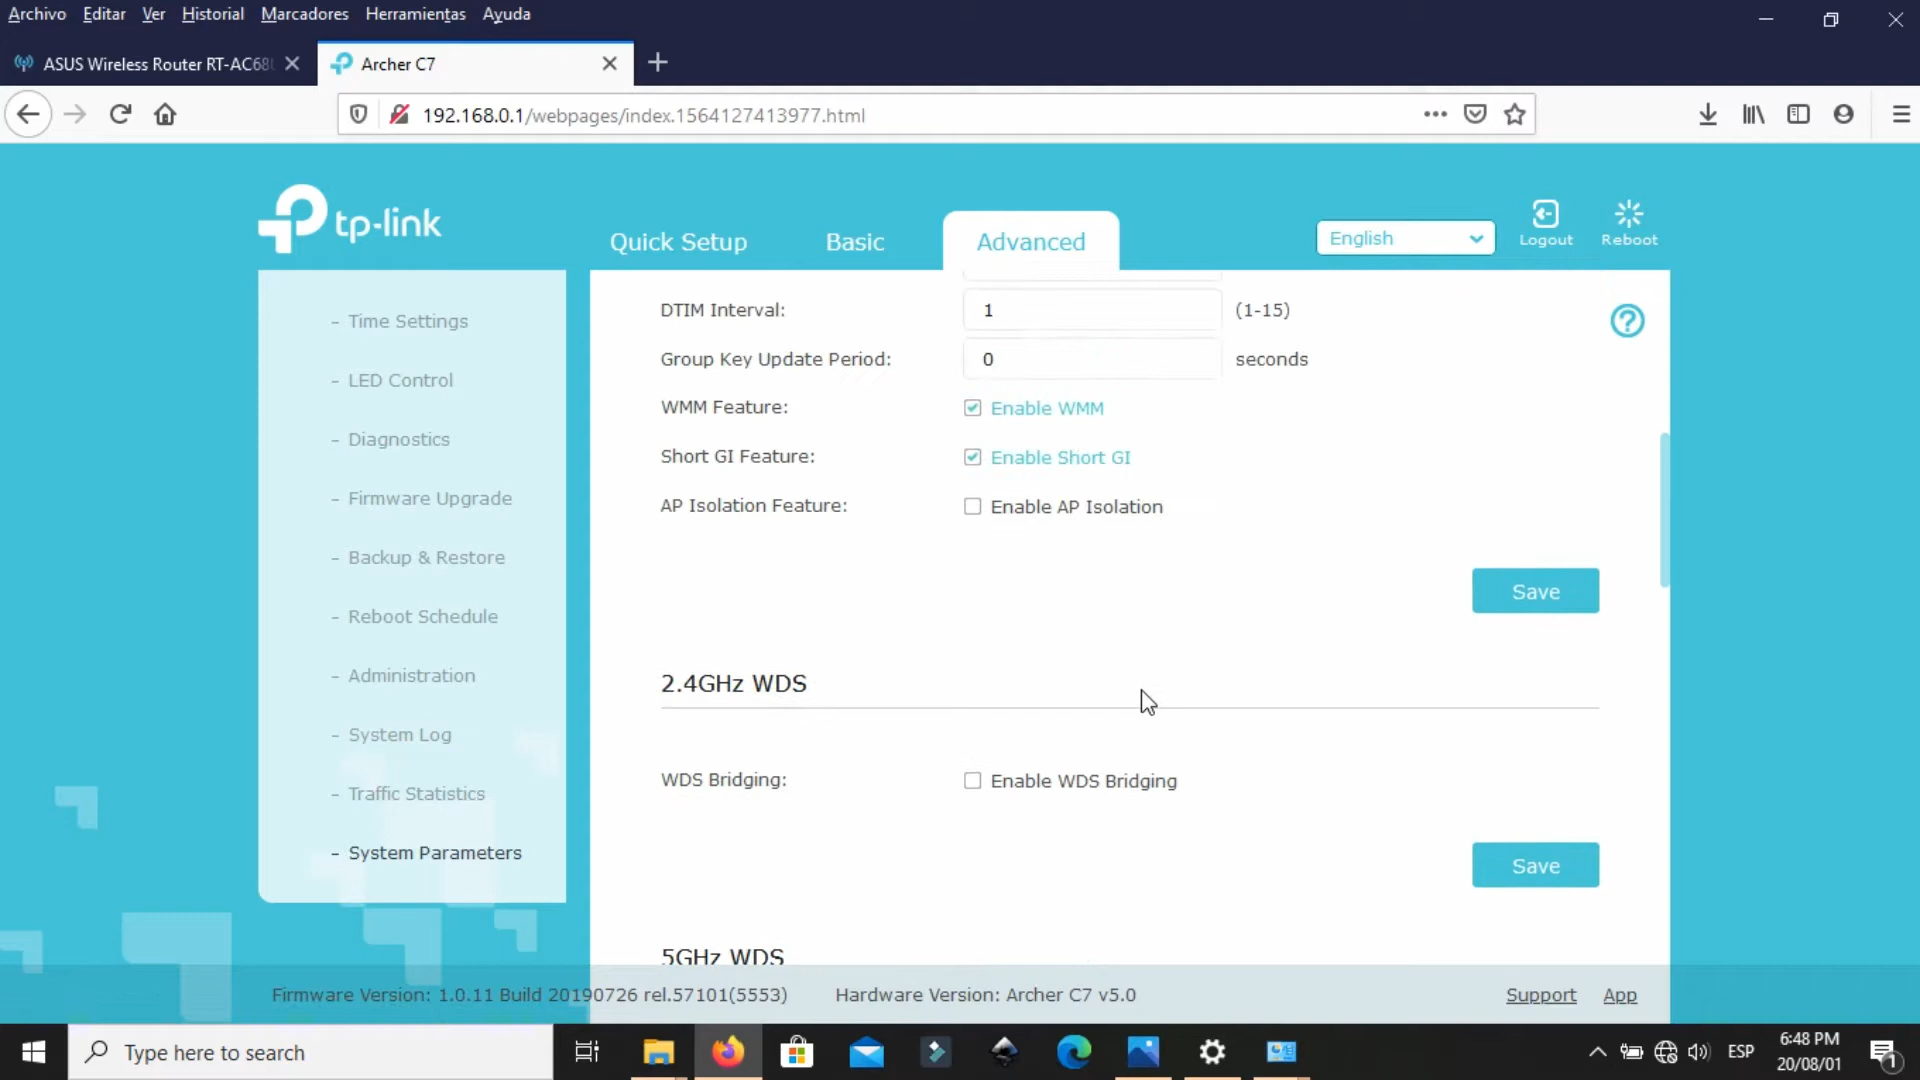 Archivo Editar Ver Historial Marcadores Herramientas Ayuda
ASUS Wireless Router RT-AC68U
Archer C7
192.168.0.1/webpages/index.1564127413977.html
tp-link
Quick Setup
Basic
Advanced
English
Logout
Reboot
- Time Settings
- LED Control
- Diagnostics
- Firmware Upgrade
- Backup & Restore
- Reboot Schedule
- Administration
- System Log
- Traffic Statistics
- System Parameters
DTIM Interval: 1 (1-15)
Group Key Update Period: 0 seconds
WMM Feature: Enable WMM
Short GI Feature: Enable Short GI
AP Isolation Feature: Enable AP Isolation
Save
2.4GHz WDS
WDS Bridging: Enable WDS Bridging
Save
5GHz WDS
Firmware Version: 1.0.11 Build 20190726 rel.57101(5553) Hardware Version: Archer C7 v5.0 Support App
Type here to search
ESP
6:48 PM
20/08/01
1